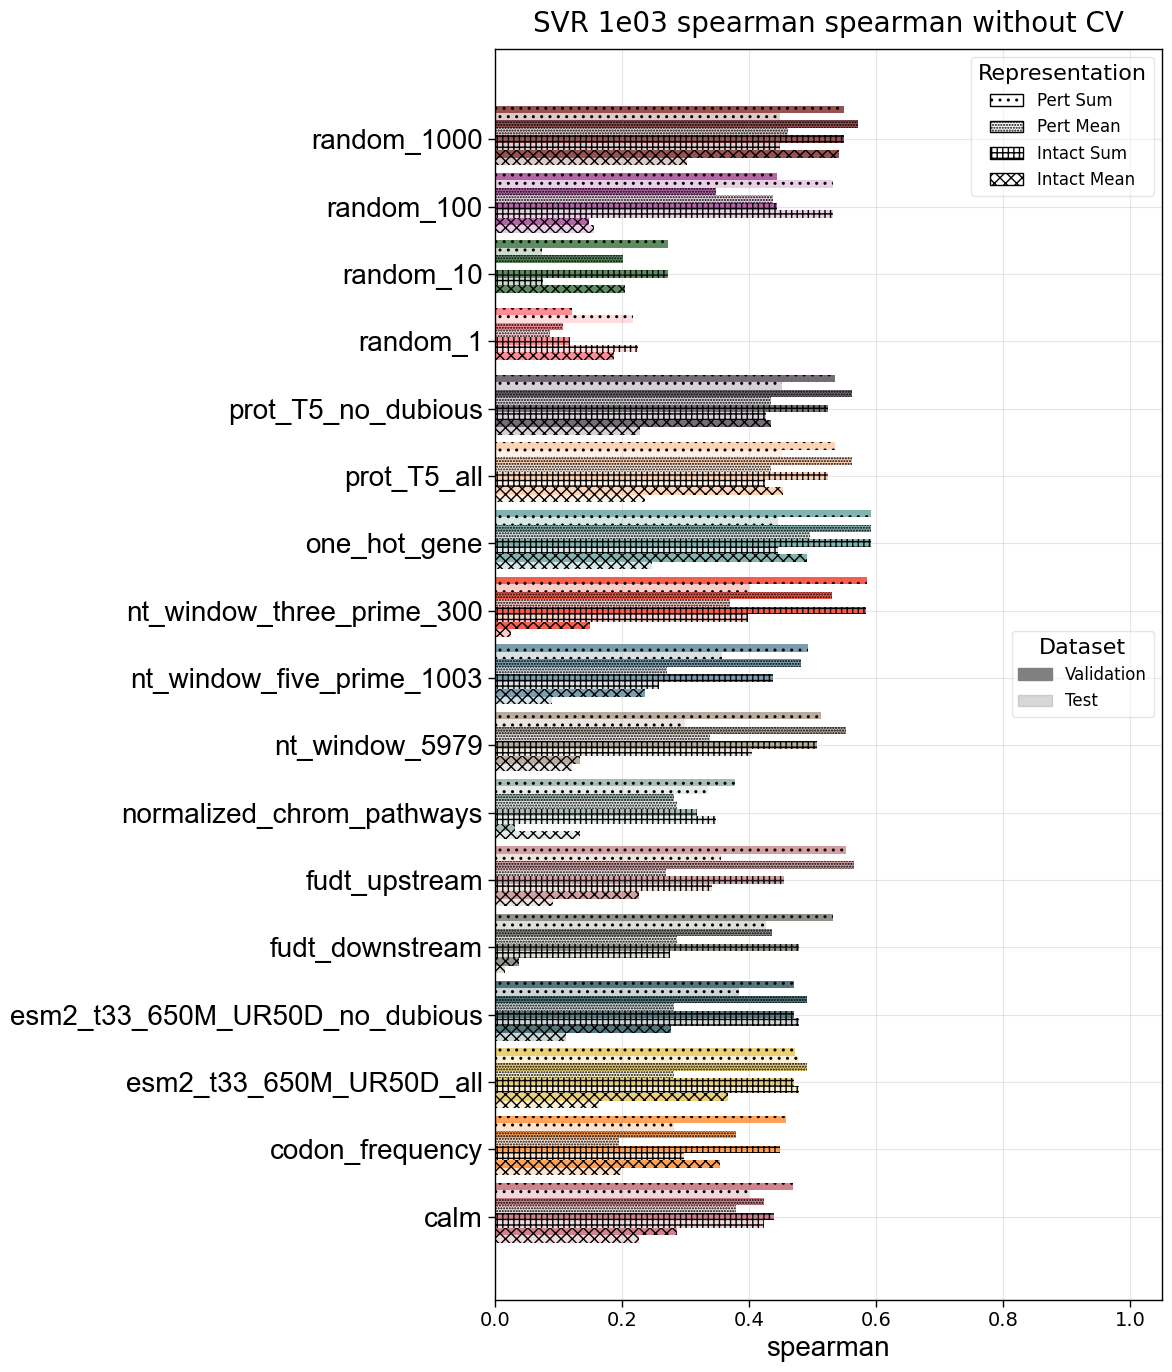 SVR 1e03 spearman spearman without CV
Representation
Pert Sum
Pert Mean
Intact Sum
Intact Mean
random_1000
random_100
random_10
random_1
prot_T5_no_dubious
prot_T5_all
one_hot_gene
nt_window_three_prime_300
nt_window_five_prime_1003
nt_window_5979
normalized_chrom_pathways
fudt_upstream
fudt_downstream
esm2_t33_650M_UR50D_no_dubious
esm2_t33_650M_UR50D_all
codon_frequency
calm
Dataset
Validation
Test
0.0 0.2 0.4 0.6 0.8 1.0
spearman